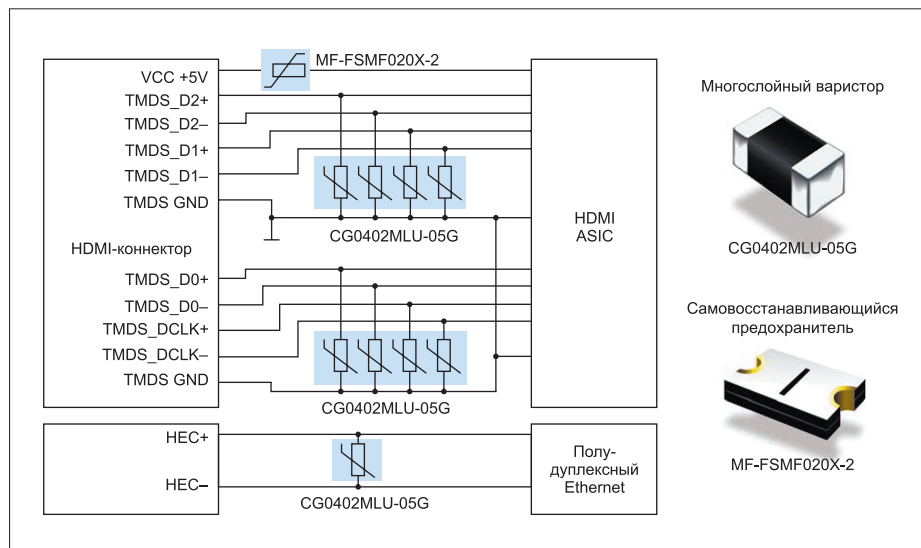 MF-FSMF020X-2
VCC +5V
TMDS_D2+
TMDS_D2–
TMDS_D1+
TMDS_D1–
TMDS GND
CG0402MLU-05G
HDMI-коннектор
TMDS_D0+
TMDS_D0–
TMDS_DCLK+
TMDS_DCLK–
TMDS GND
CG0402MLU-05G
HDMI
ASIC
HEC+
HEC–
CG0402MLU-05G
Полу-
дуплексный
Ethernet
Многослойный варистор
CG0402MLU-05G
Самовосстанавливающийся
предохранитель
MF-FSMF020X-2